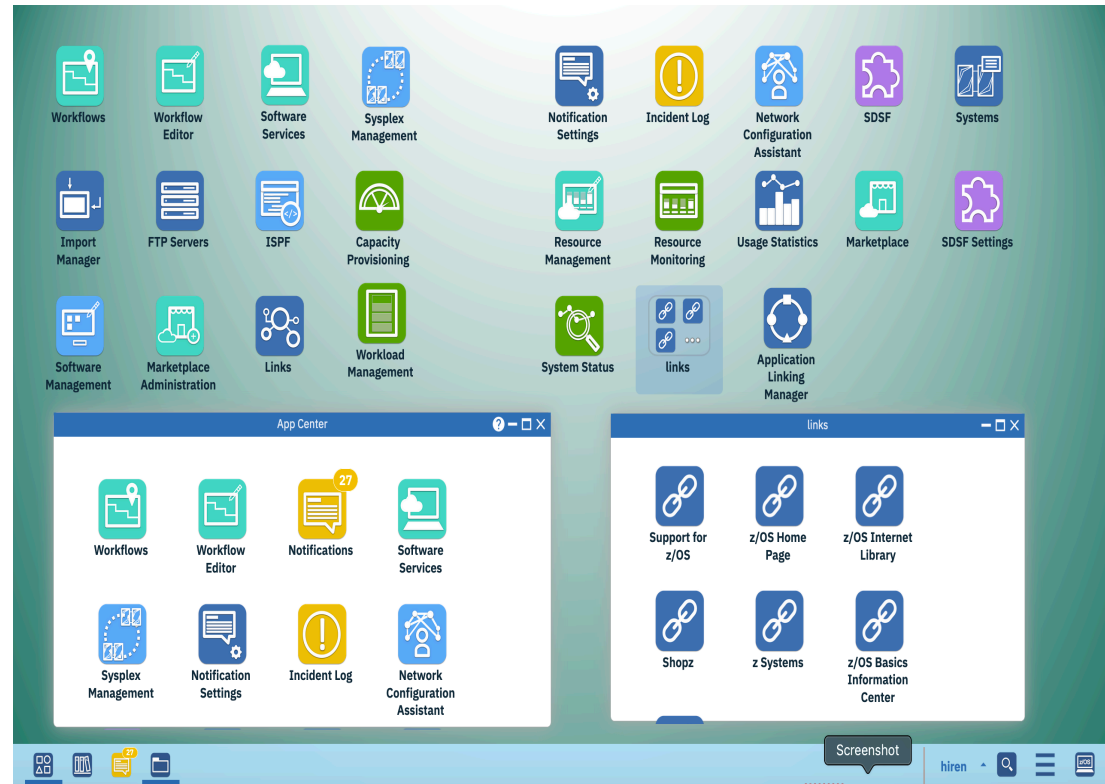 Workflows
Workflow
Editor
Software
Services
Sysplex
Management
Notification
Settings
Incident Log
Network
Configuration
Assistant
SDSF
Systems
Import
Manager
FTP Servers
ISPF
Capacity
Provisioning
Resource
Management
Resource
Monitoring
Usage Statistics
Marketplace
SDSF Settings
Software
Management
Marketplace
Administration
Links
Workload
Management
System Status
links
Application
Linking
Manager
App Center
?
27
Workflows
Workflow
Editor
Notifications
Software
Services
Sysplex
Management
Notification
Settings
Incident Log
Network
Configuration
Assistant
links
Support for
z/OS
z/OS Home
Page
z/OS Internet
Library
Shopz
z Systems
z/OS Basics
Information
Center
27
Screenshot
hiren
z/OS